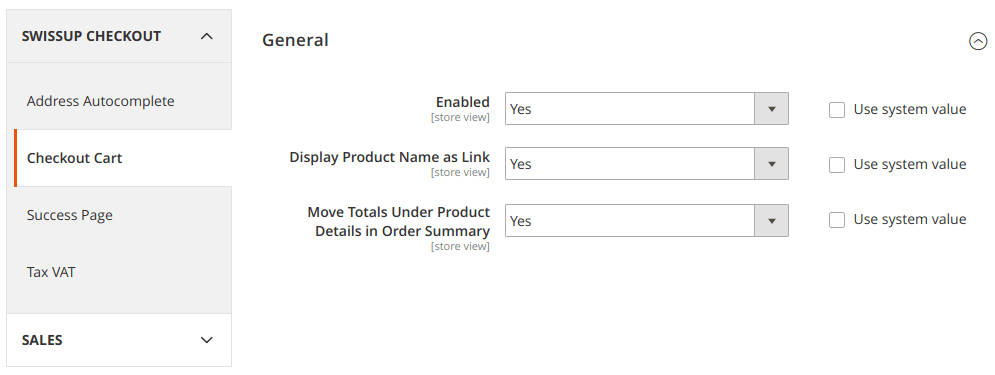 SWISSUP CHECKOUT
Address Autocomplete
Checkout Cart
Success Page
Tax VAT
SALES
General
Enabled
[store view]
Yes
Use system value
Display Product Name as Link
[store view]
Yes
Use system value
Move Totals Under Product
Details in Order Summary
[store view]
Yes
Use system value